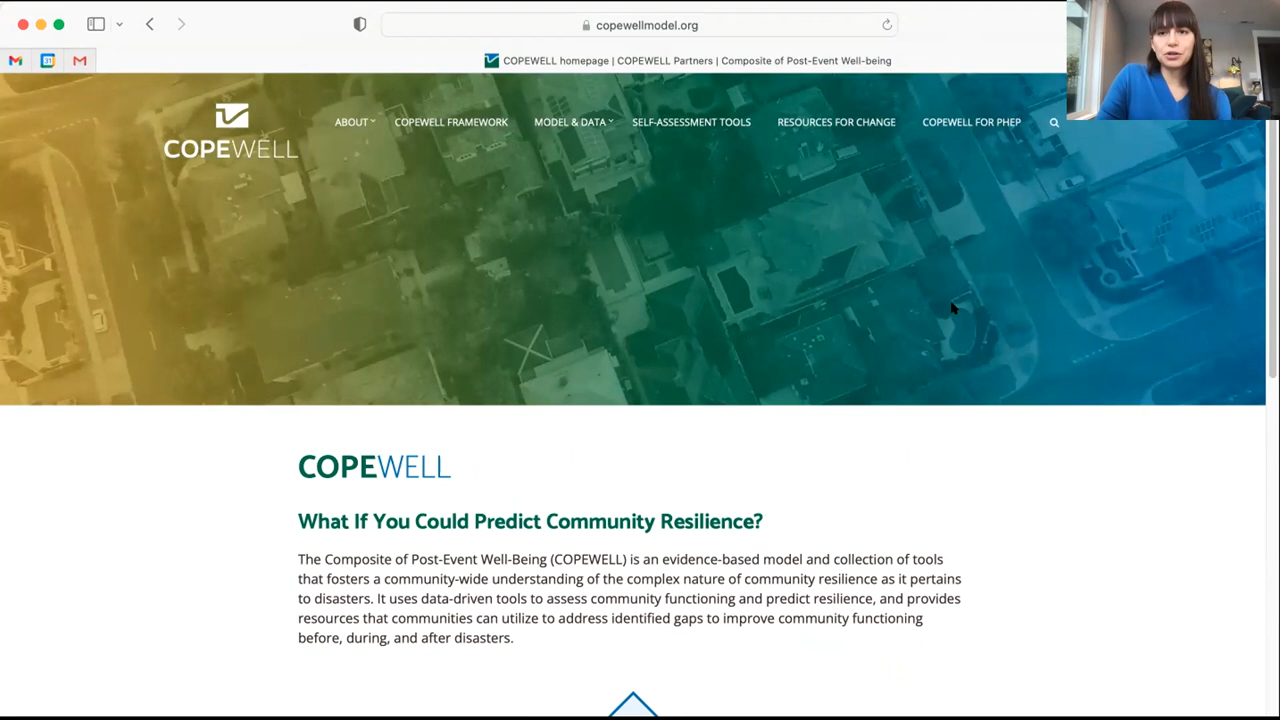 copewellmodel.org
31
COPEWELL homepage | COPEWELL Partners | Composite of Post-Event Well-being
COPEWELL
ABOUT
COPEWELL FRAMEWORK
MODEL & DATA
SELF-ASSESSMENT TOOLS
RESOURCES FOR CHANGE
COPEWELL FOR PHEP
COPEWELL
What If You Could Predict Community Resilience?
The Composite of Post-Event Well-Being (COPEWELL) is an evidence-based model and collection of tools
that fosters a community-wide understanding of the complex nature of community resilience as it pertains
to disasters. It uses data-driven tools to assess community functioning and predict resilience, and provides
resources that communities can utilize to address identified gaps to improve community functioning
before, during, and after disasters.